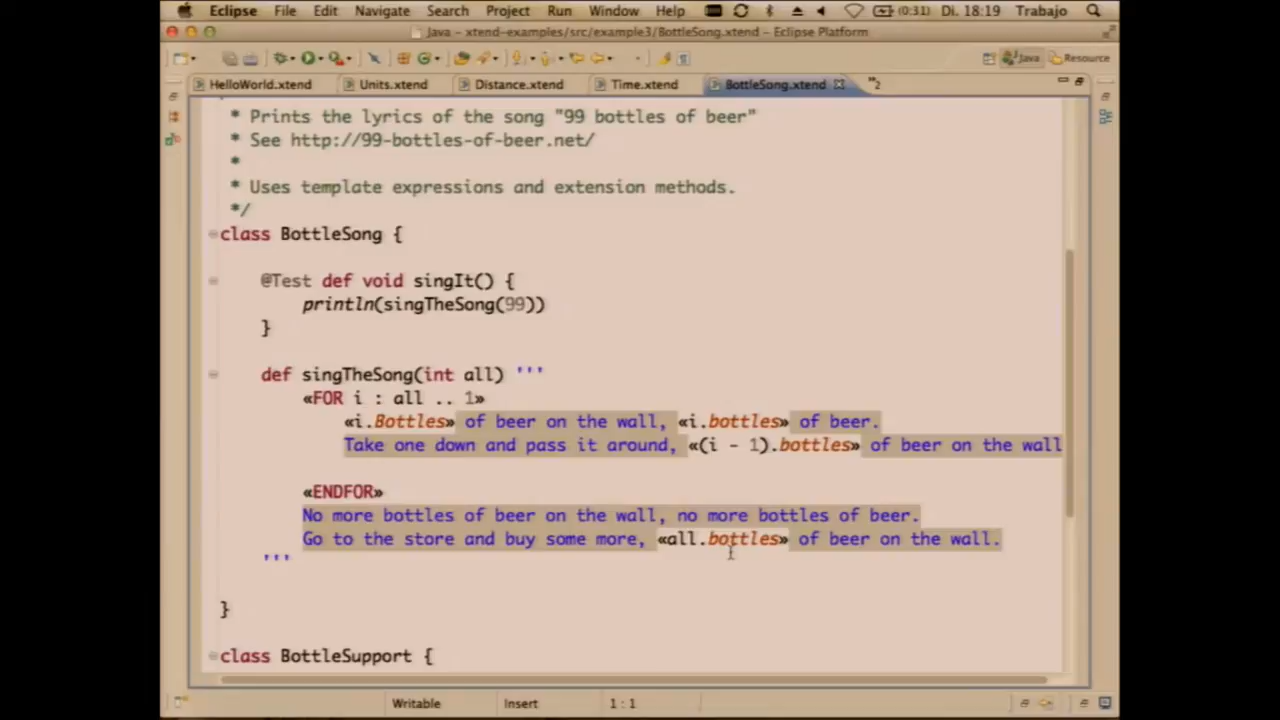 Eclipse File Edit Navigate Search Project Run Window Help (0:31) Di. 18:19 Trabajo
Java – xtend-examples/src/example3/BottleSong.xtend – Eclipse Platform
Java Resource
HelloWorld.xtend Units.xtend Distance.xtend Time.xtend BottleSong.xtend »2
* Prints the lyrics of the song "99 bottles of beer"
* See http://99-bottles-of-beer.net/
*
* Uses template expressions and extension methods.
*/
class BottleSong {
@Test def void singIt() {
println(singTheSong(99))
}
def singTheSong(int all) '''
«FOR i : all .. 1»
«i.Bottles» of beer on the wall, «i.bottles» of beer.
Take one down and pass it around, «(i - 1).bottles» of beer on the wall
«ENDFOR»
No more bottles of beer on the wall, no more bottles of beer.
Go to the store and buy some more, «all.bottles» of beer on the wall.
'''
}
class BottleSupport {
Writable Insert 1 : 1